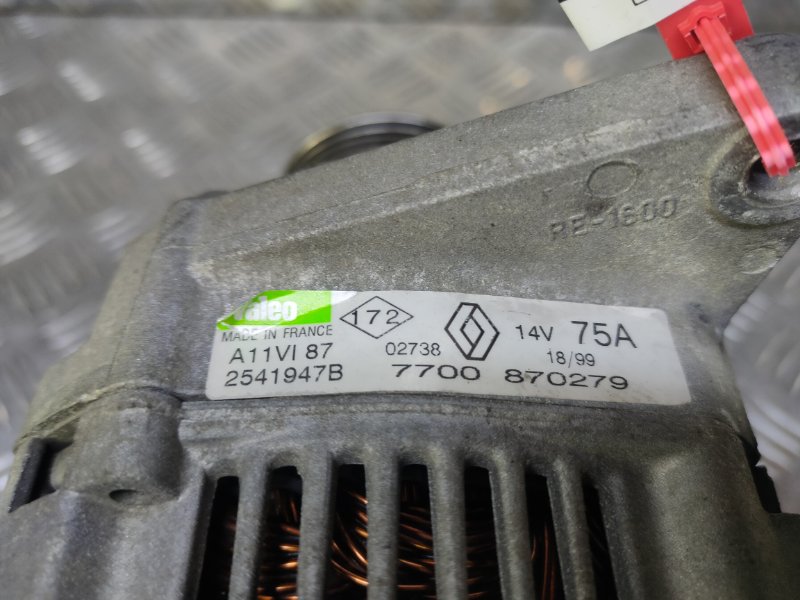 RE-1600
Valeo
172
MADE IN FRANCE
14V 75A
A11VI 87
02738
18/99
2541947B
7700 870279